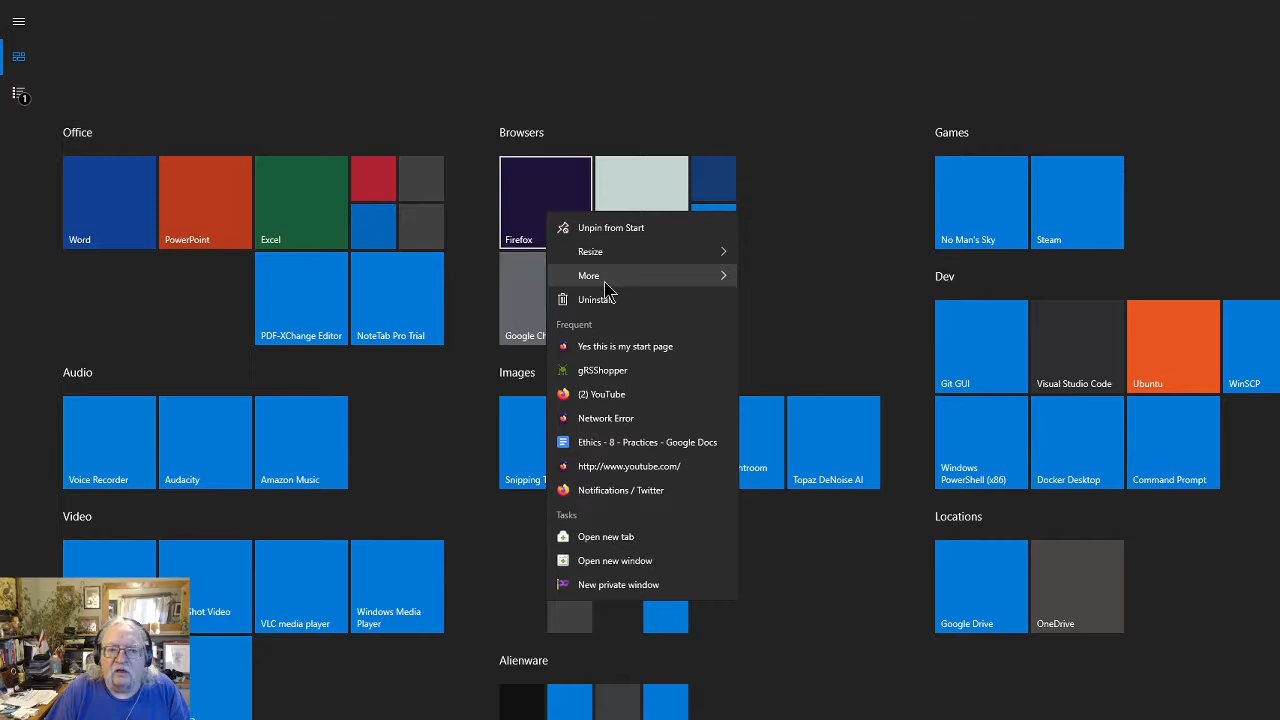 1
Office
Browsers
Games
Word
PowerPoint
Excel
Firefox
No Man's Sky
Steam
Unpin from Start
Resize
More
Uninstall
Frequent
Yes this is my start page
gRSShopper
(2) YouTube
Network Error
Ethics - 8 - Practices - Google Docs
http://www.youtube.com/
Notifications / Twitter
Tasks
Open new tab
Open new window
New private window
PDF-XChange Editor
NoteTab Pro Trial
Google Ch
Dev
Git GUI
Visual Studio Code
Ubuntu
WinSCP
Audio
Images
Voice Recorder
Audacity
Amazon Music
Snipping T
troom
Topaz DeNoise AI
Windows
PowerShell (x86)
Docker Desktop
Command Prompt
Video
Locations
Shot Video
VLC media player
Windows Media
Player
Google Drive
OneDrive
Alienware